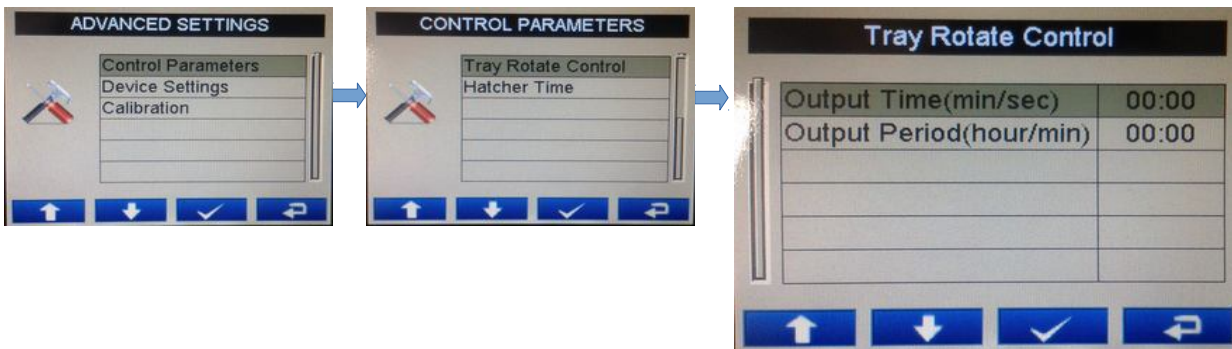 ADVANCED SETTINGS
Control Parameters
Device Settings
Calibration
CONTROL PARAMETERS
Tray Rotate Control
Hatcher Time
Tray Rotate Control
Output Time(min/sec) 00:00
Output Period(hour/min) 00:00